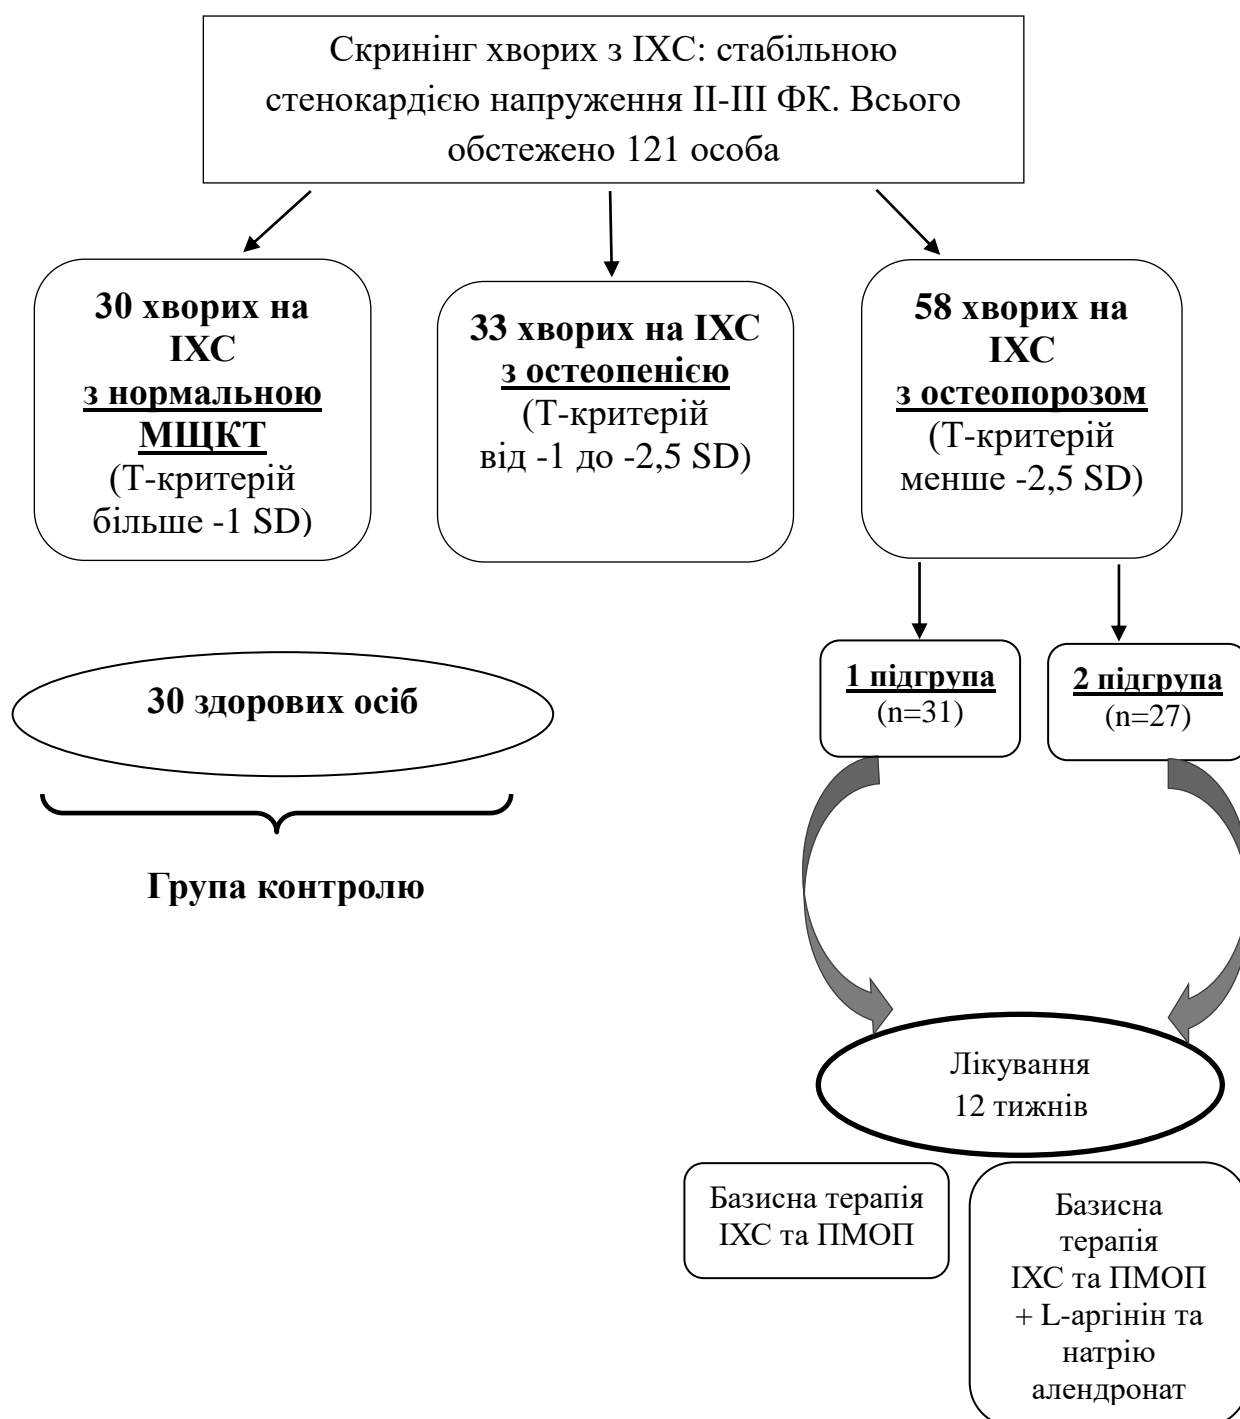 Скринінг хворих з ІХС: стабільною
стенокардією напруження ІІ-ІІІ ФК. Всього
обстежено 121 особа
30 хворих на
ІХС
з нормальною
МЩКТ
(Т-критерій
більше -1 SD)
33 хворих на ІХС
з остеопенією
(Т-критерій
від -1 до -2,5 SD)
58 хворих на
ІХС
з остеопорозом
(Т-критерій
менше -2,5 SD)
1 підгрупа
(n=31)
2 підгрупа
(n=27)
30 здорових осіб
Група контролю
Лікування
12 тижнів
Базисна терапія
ІХС та ПМОП
Базисна
терапія
ІХС та ПМОП
+ L-аргінін та
натрію
алендронат